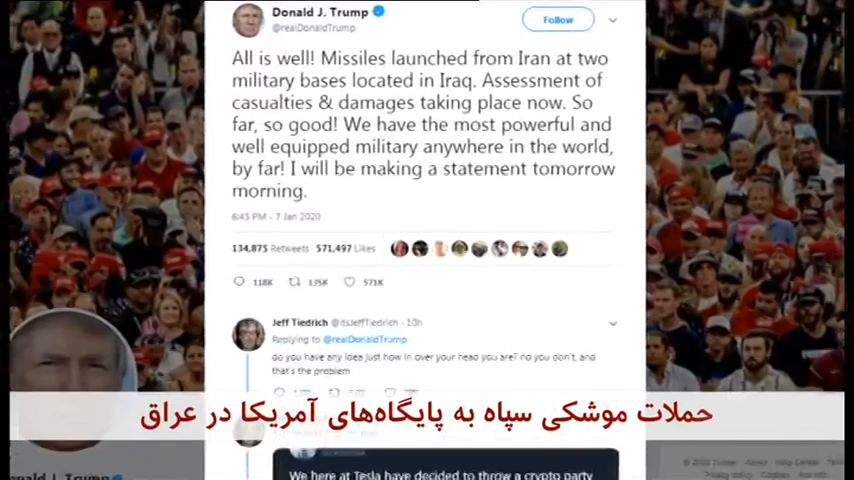 Donald J. Trump
@realDonaldTrump
Follow
All is well! Missiles launched from Iran at two
military bases located in Iraq. Assessment of
casualties & damages taking place now. So
far, so good! We have the most powerful and
well equipped military anywhere in the world,
by far! I will be making a statement tomorrow
morning.
6:45 PM - 7 Jan 2020
134,875 Retweets 571,497 Likes
118K 135K 571K
Jeff Tiedrich @itsJeffTiedrich · 10h
Replying to @realDonaldTrump
do you have any idea just how in over your head you are? no you don't, and
that's the problem
حملات موشکی سپاه به پایگاه‌های آمریکا در عراق
onald J. Trump
We here at Tesla have decided to throw a crypto party